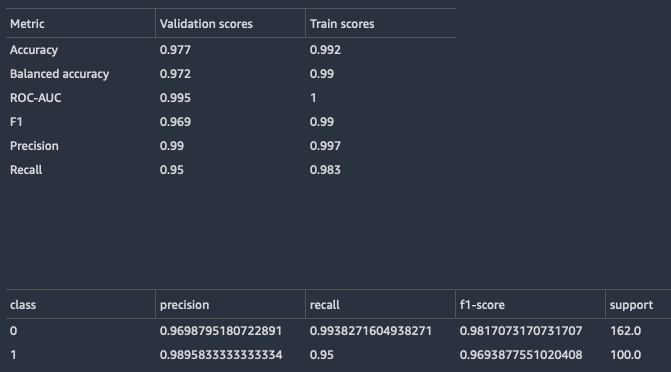 Metric Validation scores Train scores
Accuracy 0.977 0.992
Balanced accuracy 0.972 0.99
ROC-AUC 0.995 1
F1 0.969 0.99
Precision 0.99 0.997
Recall 0.95 0.983
class precision recall f1-score support
0 0.9698795180722891 0.9938271604938271 0.9817073170731707 162.0
1 0.9895833333333334 0.95 0.9693877551020408 100.0